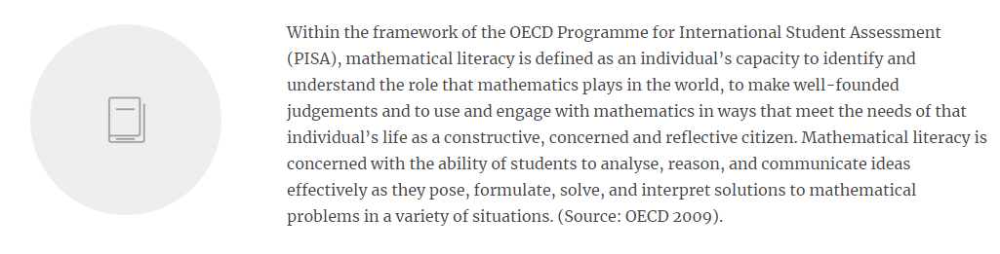 Within the framework of the OECD Programme for International Student Assessment
(PISA), mathematical literacy is defined as an individual’s capacity to identify and
understand the role that mathematics plays in the world, to make well-founded
judgements and to use and engage with mathematics in ways that meet the needs of that
individual’s life as a constructive, concerned and reflective citizen. Mathematical literacy is
concerned with the ability of students to analyse, reason, and communicate ideas
effectively as they pose, formulate, solve, and interpret solutions to mathematical
problems in a variety of situations. (Source: OECD 2009).